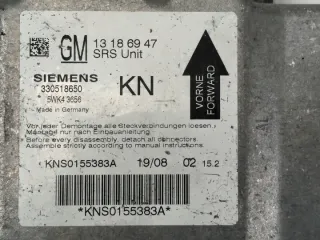 GM 13 18 69 47
SRS Unit
SIEMENS
330518650
5WK4 3656
Made in Germany
KN
VORNE
FORWARD
Vor jeder Demontage alle Steckverbindungen loesen /
Montage nur nach Einbauanleitung
Before every disassembly, detach all connections
Assemble strictly according to manual instructions
KNS0155383A 19/08 02 15.2
*KNS0155383A*